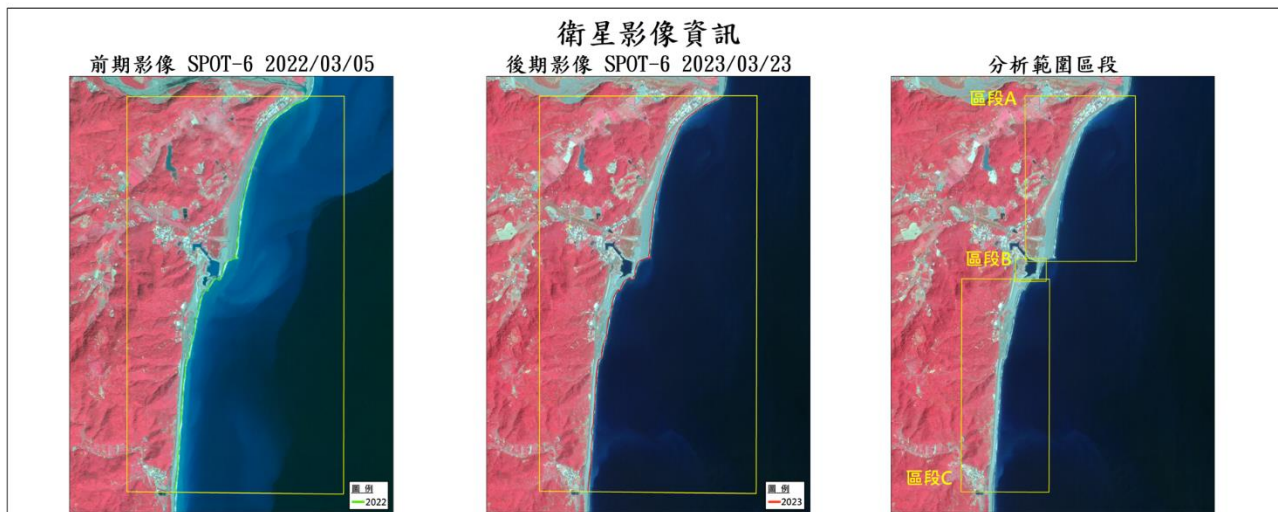 衛星影像資訊
前期影像 SPOT-6 2022/03/05
後期影像 SPOT-6 2023/03/23
分析範圍區段
區段A
區段B
區段C
圖 例
2022
圖 例
2023